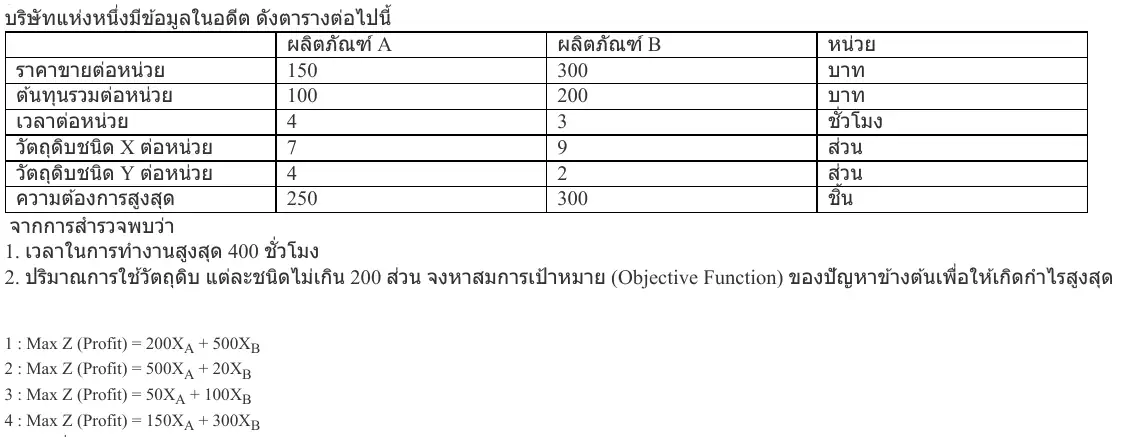 บริษัทแห่งหนึ่งมีข้อมูลในอดีต ดังตารางต่อไปนี้
ผลิตภัณฑ์ A ผลิตภัณฑ์ B หน่วย
ราคาขายต่อหน่วย 150 300 บาท
ต้นทุนรวมต่อหน่วย 100 200 บาท
เวลาต่อหน่วย 4 3 ชั่วโมง
วัตถุดิบชนิด X ต่อหน่วย 7 9 ส่วน
วัตถุดิบชนิด Y ต่อหน่วย 4 2 ส่วน
ความต้องการสูงสุด 250 300 ชิ้น
จากการสำรวจพบว่า
1. เวลาในการทำงานสูงสุด 400 ชั่วโมง
2. ปริมาณการใช้วัตถุดิบ แต่ละชนิดไม่เกิน 200 ส่วน จงหาสมการเป้าหมาย (Objective Function) ของปัญหาข้างต้นเพื่อให้เกิดกำไรสูงสุด
1 : Max Z (Profit) = 200XA + 500XB
2 : Max Z (Profit) = 500XA + 20XB
3 : Max Z (Profit) = 50XA + 100XB
4 : Max Z (Profit) = 150XA + 300XB